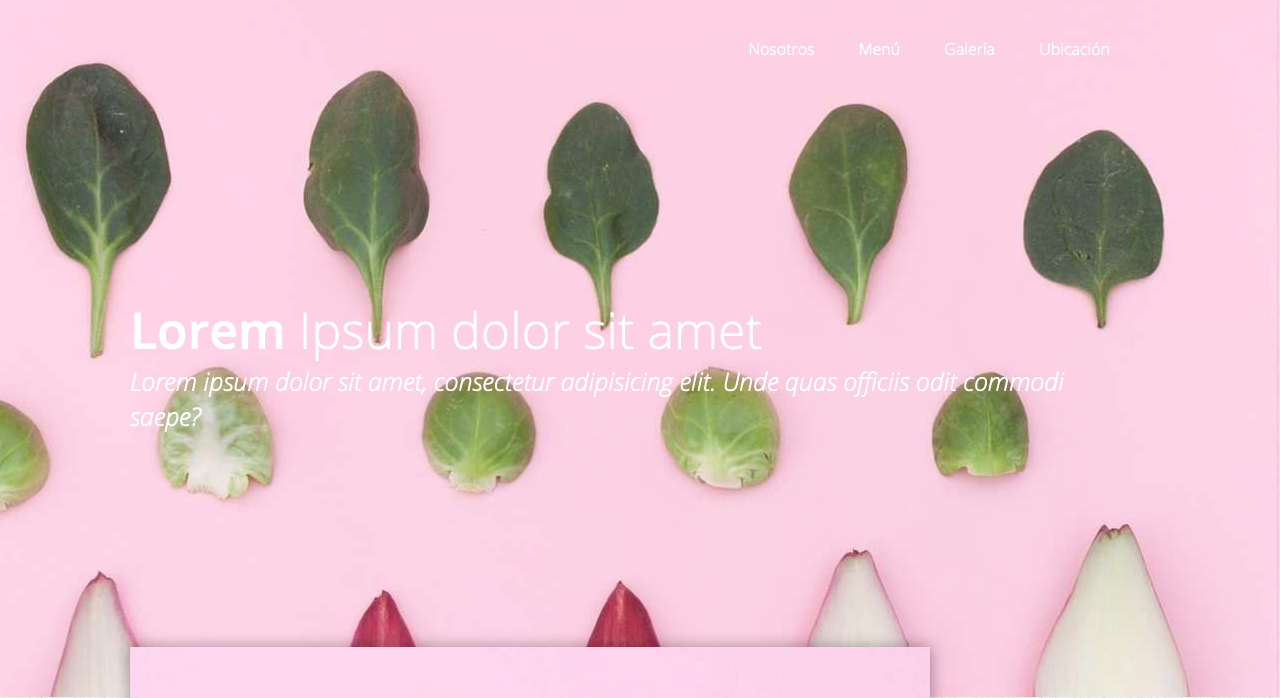 Nosotros Menú Galería Ubicación
Lorem Ipsum dolor sit amet
Lorem ipsum dolor sit amet, consectetur adipisicing elit. Unde quas officiis odit commodi
saepe?